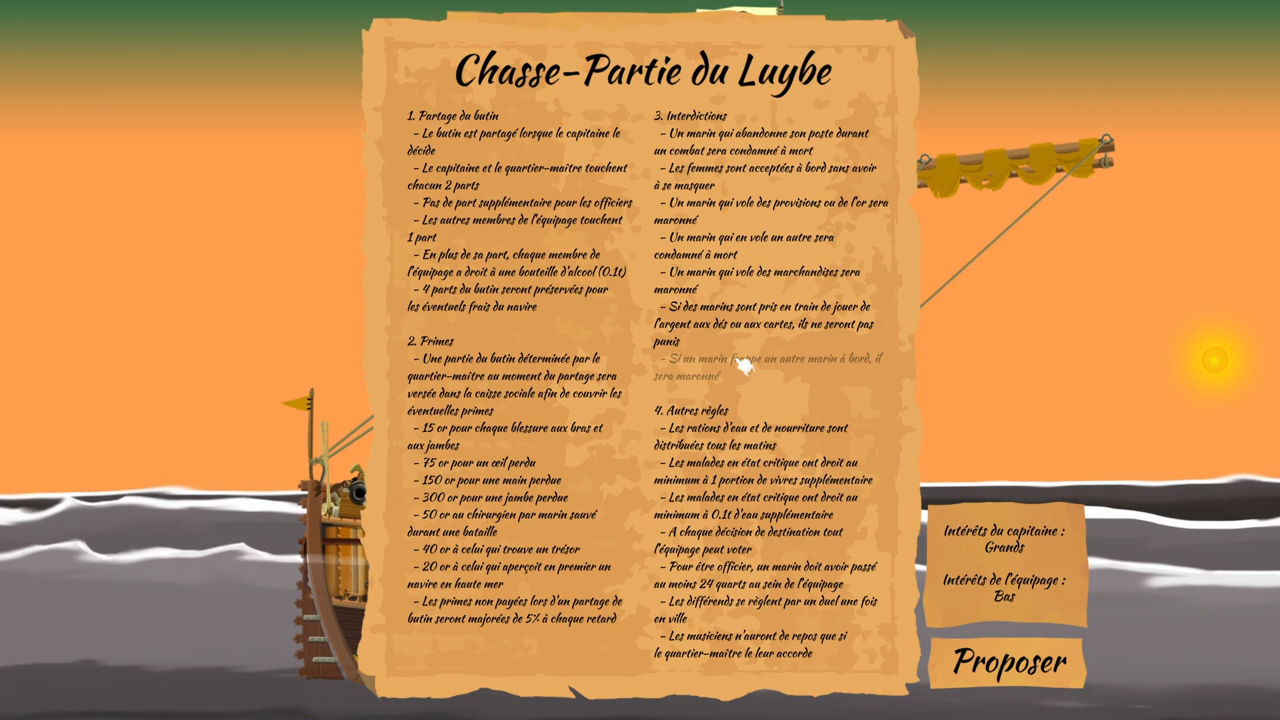 Chasse-Partie du Luybe
1. Partage du butin
- Le butin est partagé lorsque le capitaine le
décide
- Le capitaine et le quartier-maître touchent
chacun 2 parts
- Pas de part supplémentaire pour les officiers
- Les autres membres de l'équipage touchent
1 part
- En plus de sa part, chaque membre de
l'équipage a droit à une bouteille d'alcool (0.1t)
- 4 parts du butin seront préservées pour
les éventuels frais du navire
2. Primes
- Une partie du butin déterminée par le
quartier-maitre au moment du partage sera
versée dans la caisse sociale afin de couvrir les
éventuelles primes
- 15 or pour chaque blessure aux bras et
aux jambes
- 75 or pour un œil perdu
- 150 or pour une main perdue
- 300 or pour une jambe perdue
- 50 or au chirurgien par marin sauvé
durant une bataille
- 40 or à celui qui trouve un trésor
- 20 or à celui qui aperçoit en premier un
navire en haute mer
- Les primes non payées lors d'un partage de
butin seront majorées de 5% à chaque retard
3. Interdictions
- Un marin qui abandonne son poste durant
un combat sera condamné à mort
- Les femmes sont acceptées à bord sans avoir
à se masquer
- Un marin qui vole des provisions ou de l'or sera
maronné
- Un marin qui en vole un autre sera
condamné à mort
- Un marin qui vole des marchandises sera
maronné
- Si des marins sont pris en train de jouer de
l'argent aux dés ou aux cartes, ils ne seront pas
punis
- Si un marin frappe un autre marin à bord, il
sera maronné
4. Autres règles
- Les rations d'eau et de nourriture sont
distribuées tous les matins
- Les malades en état critique ont droit au
minimum à 1 portion de vivres supplémentaire
- Les malades en état critique ont droit au
minimum à 0.1t d'eau supplémentaire
- A chaque décision de destination tout
l'équipage peut voter
- Pour être officier, un marin doit avoir passé
au moins 24 quarts au sein de l'équipage
- Les différends se règlent par un duel une fois
en ville
- Les musiciens n'auront de repos que si
le quartier-maître le leur accorde
Intérêts du capitaine :
Grands
Intérêts de l'équipage :
Bas
Proposer